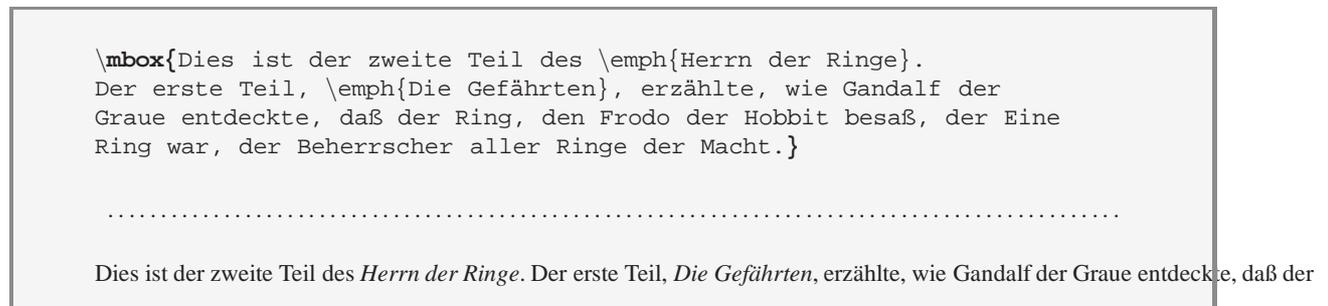 \mbox{Dies ist der zweite Teil des \emph{Herrn der Ringe}.
Der erste Teil, \emph{Die Gefährten}, erzählte, wie Gandalf der
Graue entdeckte, daß der Ring, den Frodo der Hobbit besaß, der Eine
Ring war, der Beherrscher aller Ringe der Macht.}
Dies ist der zweite Teil des Herrn der Ringe. Der erste Teil, Die Gefährten, erzählte, wie Gandalf der Graue entdeckte, daß der